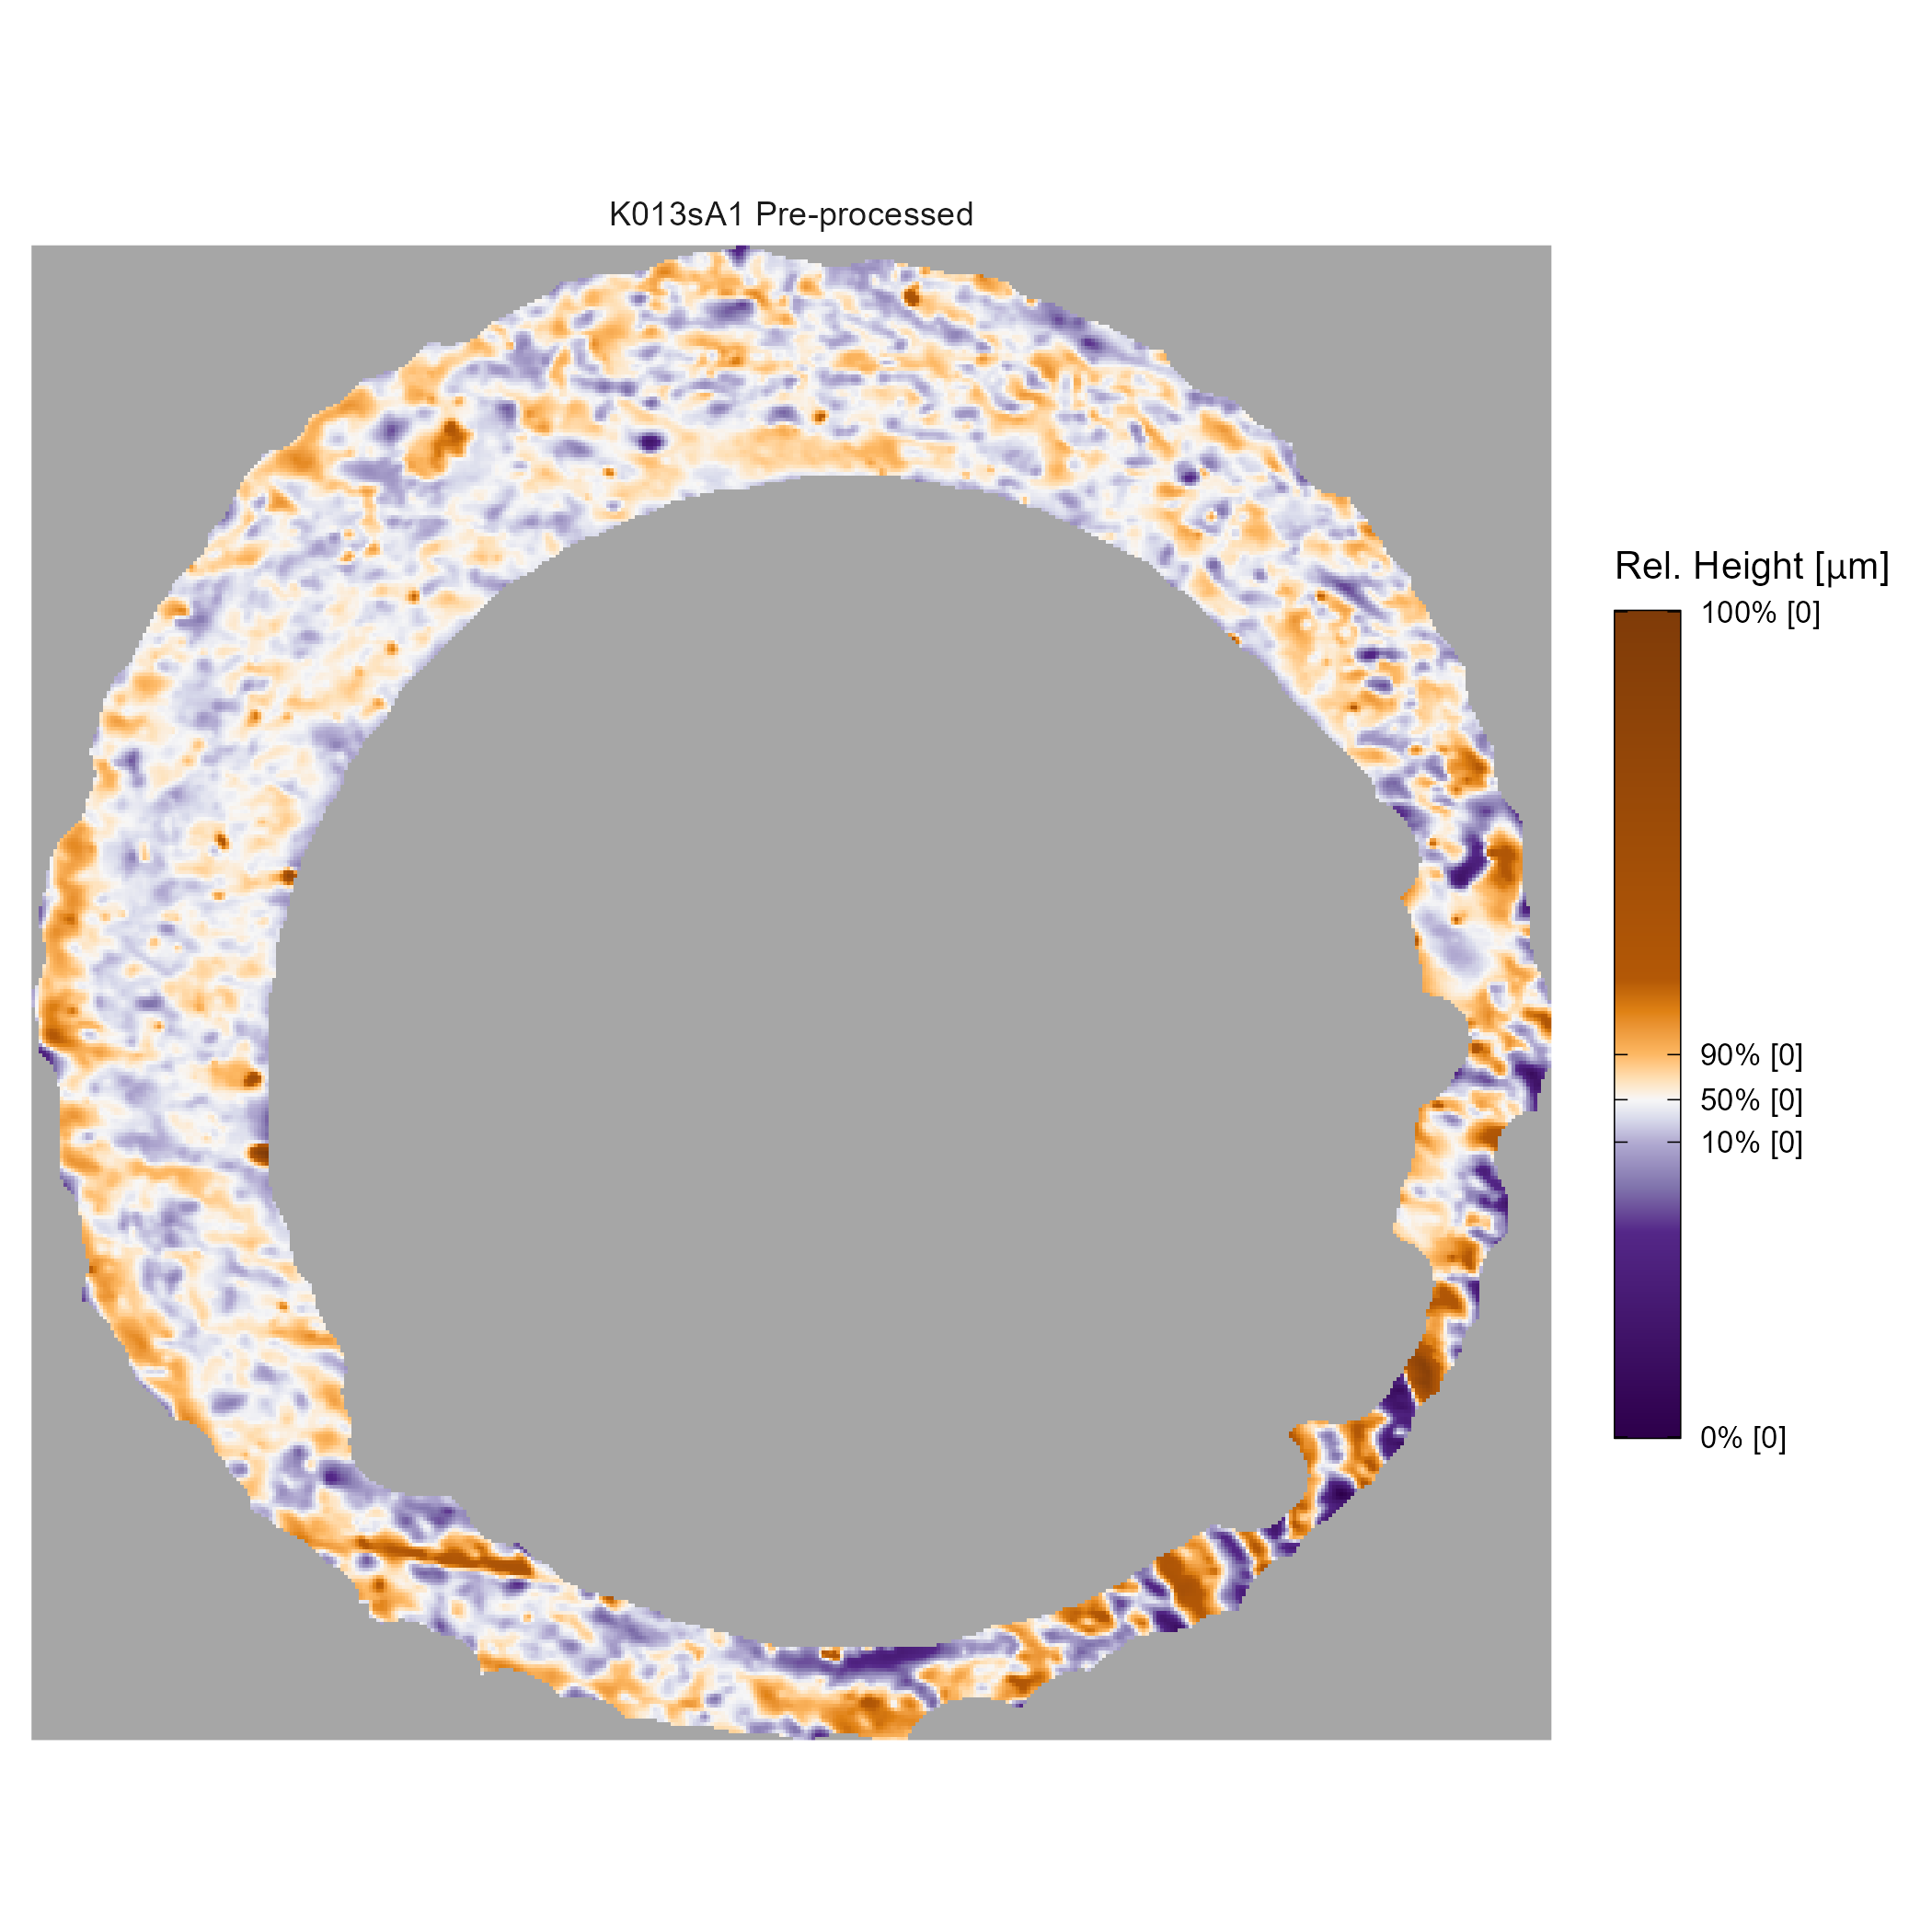 K013sA1 Pre-processed
Rel. Height [µm]
100% [0]
90% [0]
50% [0]
10% [0]
0% [0]